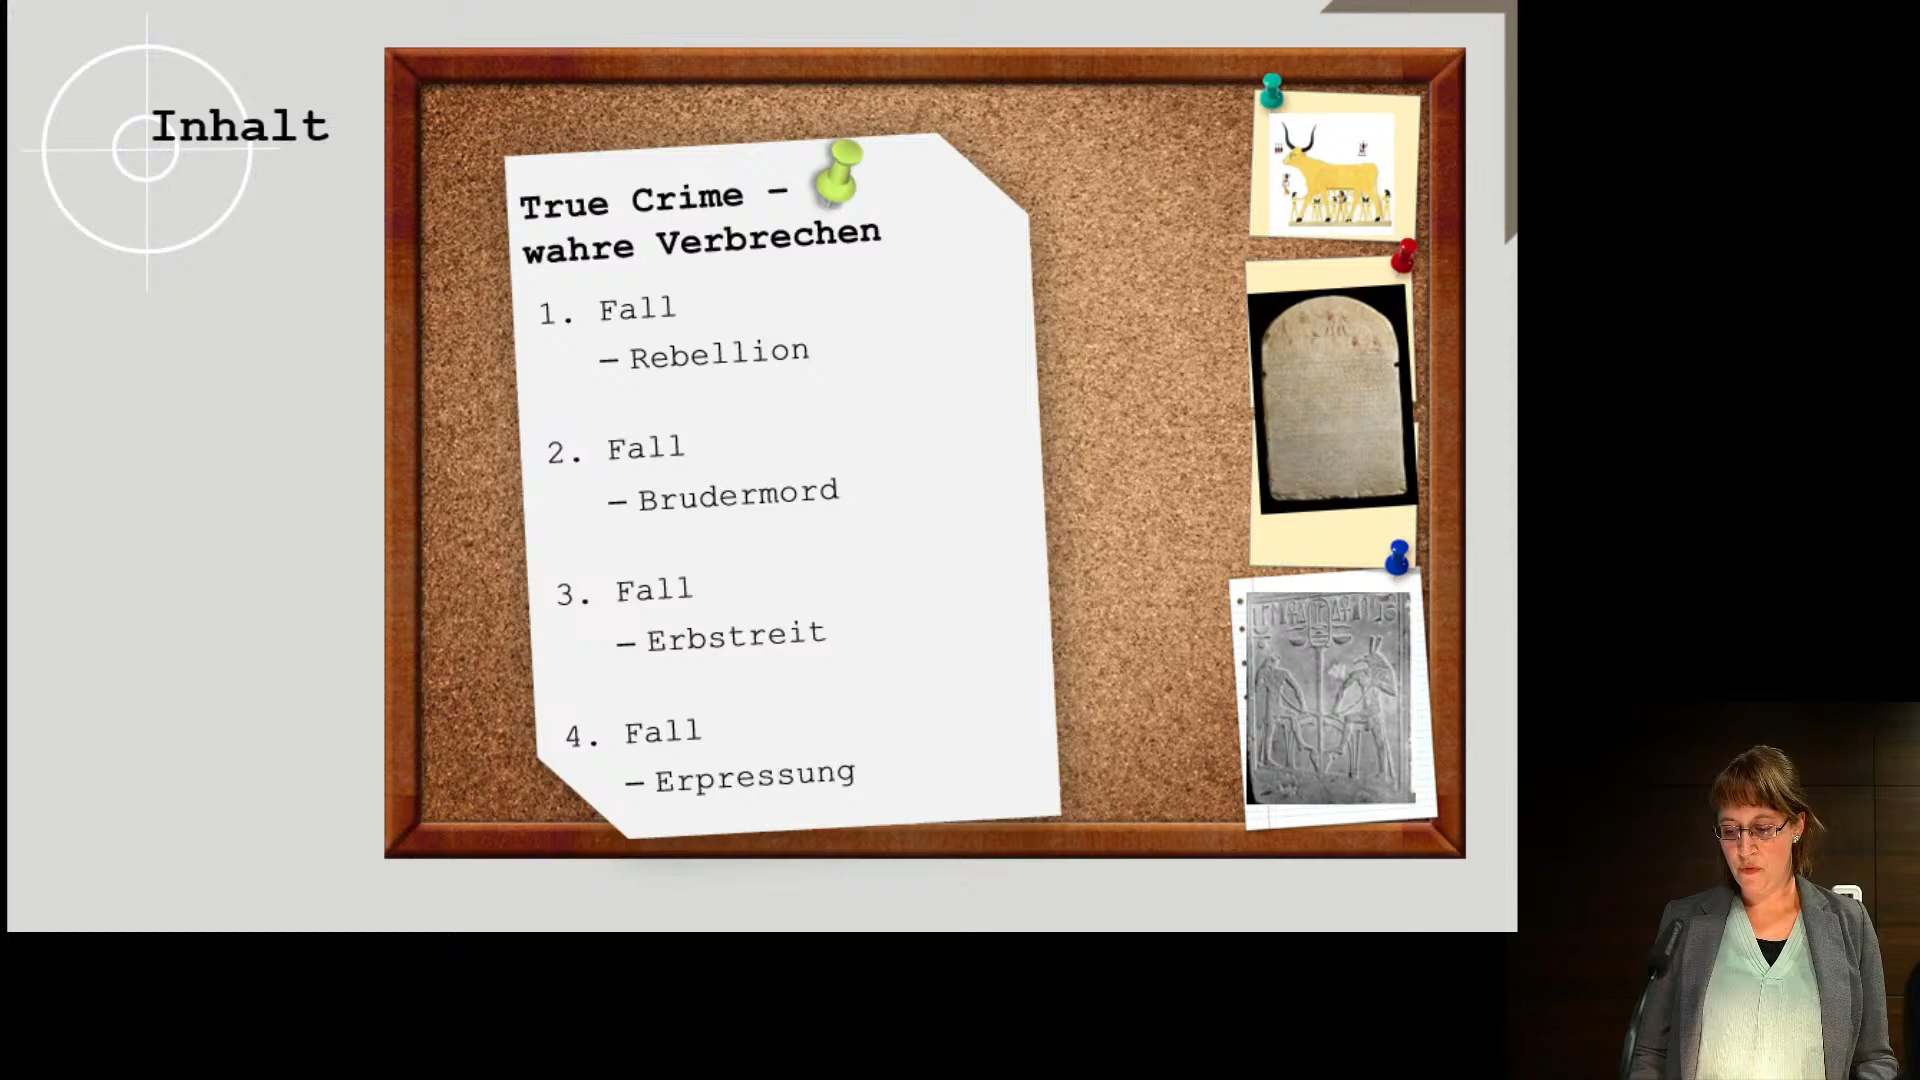 Inhalt
True Crime –
wahre Verbrechen
1. Fall
– Rebellion
2. Fall
– Brudermord
3. Fall
– Erbstreit
4. Fall
– Erpressung